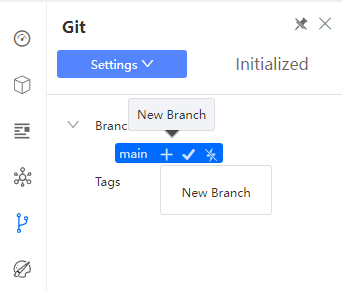 Git
Settings
Initialized
New Branch
Branc
main
New Branch
Tags